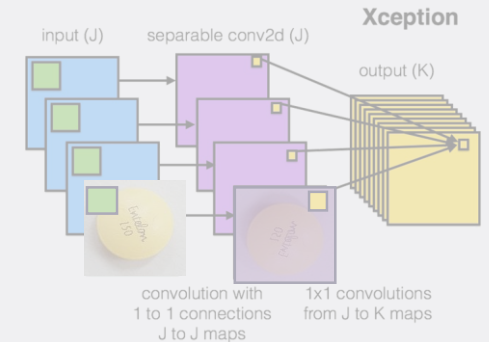 Xception
input (J)
separable conv2d (J)
output (K)
convolution with
1 to 1 connections
J to J maps
1x1 convolutions
from J to K maps